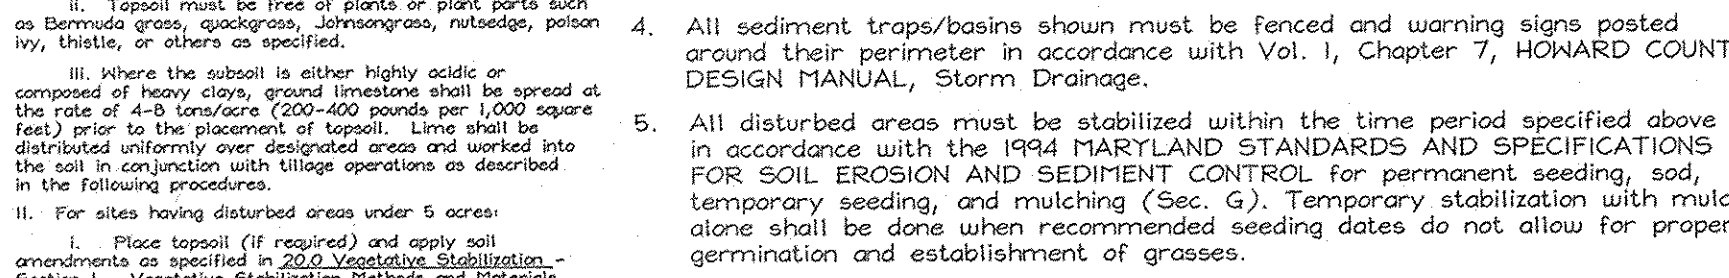 ii. Topsoil must be free of plants or plant parts such
as Bermuda grass, quackgrass, Johnsongrass, nutsedge, poison
ivy, thistle, or others as specified.
iii. Where the subsoil is either highly acidic or
composed of heavy clays, ground limestone shall be spread at
the rate of 4-8 tons/acre (200-400 pounds per 1,000 square
feet) prior to the placement of topsoil. Lime shall be
distributed uniformly over designated areas and worked into
the soil in conjunction with tillage operations as described
in the following procedures.
II. For sites having disturbed areas under 5 acres:
i. Place topsoil (if required) and apply soil
amendments as specified in 20.0 Vegetative Stabilization -
Section I - Vegetative Stabilization Methods and Materials.
4. All sediment traps/basins shown must be fenced and warning signs posted
around their perimeter in accordance with Vol. 1, Chapter 7, HOWARD COUNT
DESIGN MANUAL, Storm Drainage.
5. All disturbed areas must be stabilized within the time period specified above
in accordance with the 1994 MARYLAND STANDARDS AND SPECIFICATIONS
FOR SOIL EROSION AND SEDIMENT CONTROL for permanent seeding, sod,
temporary seeding, and mulching (Sec. G). Temporary stabilization with mulc
alone shall be done when recommended seeding dates do not allow for proper
germination and establishment of grasses.